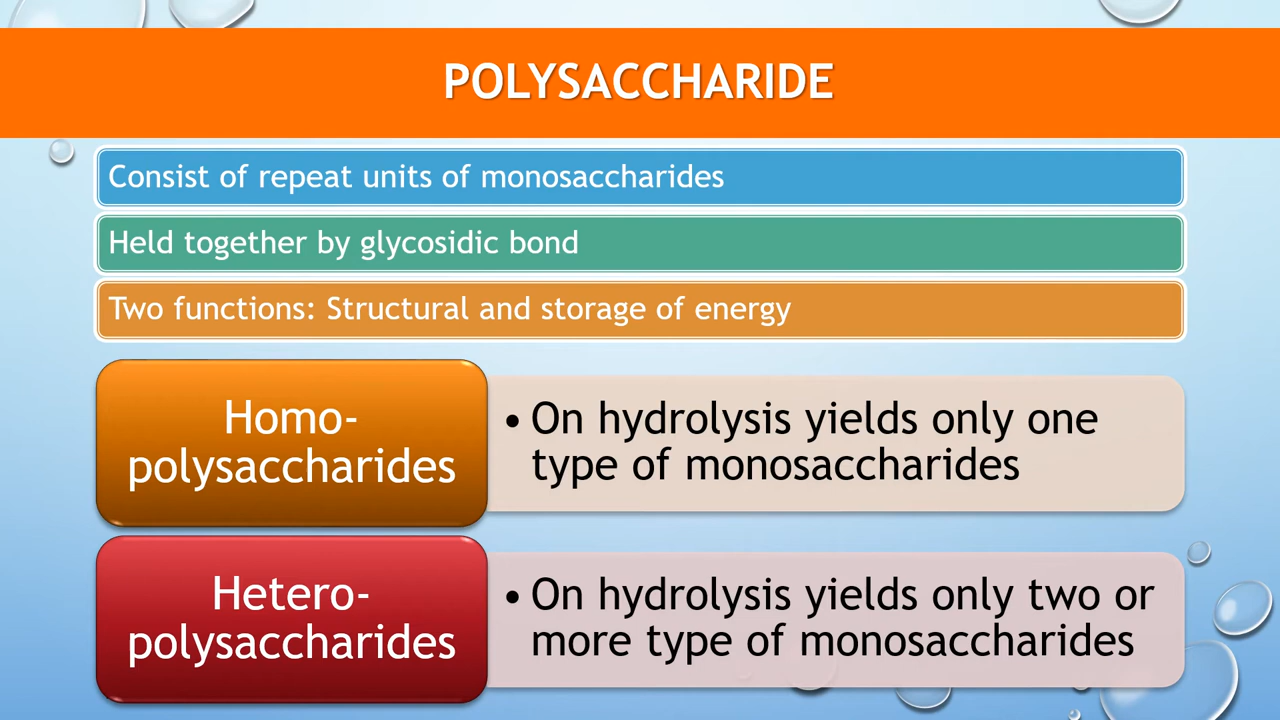 POLYSACCHARIDE
Consist of repeat units of monosaccharides
Held together by glycosidic bond
Two functions: Structural and storage of energy
Homo-
polysaccharides
• On hydrolysis yields only one
type of monosaccharides
Hetero-
polysaccharides
• On hydrolysis yields only two or
more type of monosaccharides